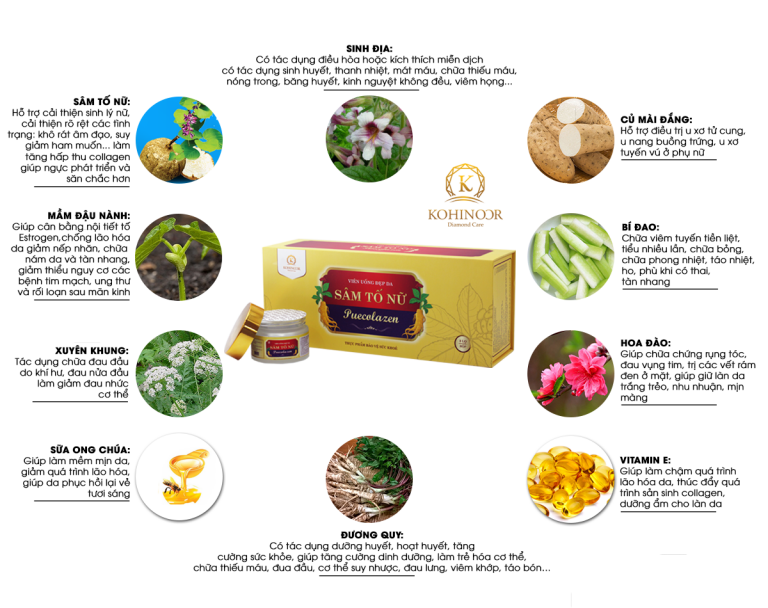 SINH ĐỊA:
Có tác dụng điều hòa hoặc kích thích miễn dịch
có tác dụng sinh huyết, thanh nhiệt, mát máu, chữa thiếu máu,
nóng trong, băng huyết, kinh nguyệt không đều, viêm họng...
SÂM TỐ NỮ:
Hỗ trợ cải thiện sinh lý nữ,
cải thiện rõ rệt các tình
trạng: khô rát âm đạo, suy
giảm ham muốn... làm
tăng hấp thu collagen
giúp ngực phát triển và
săn chắc hơn
CỦ MÀI ĐẮNG:
Hỗ trợ điều trị u xơ tử cung,
u nang buồng trứng, u xơ
tuyến vú ở phụ nữ
K
KOHINOOR
Diamond Care
MẦM ĐẬU NÀNH:
Giúp cân bằng nội tiết tố
Estrogen,chống lão hóa
da giảm nếp nhăn, chữa
nám da và tàn nhang,
giảm thiểu nguy cơ các
bệnh tim mạch, ung thư
và rối loạn sau mãn kinh
BÍ ĐAO:
Chữa viêm tuyến tiền liệt,
tiểu nhiều lần, chữa bỏng,
chữa phong nhiệt, táo nhiệt,
ho, phù khi có thai,
tàn nhang
KOHINOOR
VIÊN UỐNG ĐẸP DA
SÂM TỐ NỮ
Puecolazen
THỰC PHẨM BẢO VỆ SỨC KHỎE
SÂM TỐ NỮ
Puecolazen
XUYÊN KHUNG:
Tác dụng chữa đau đầu
do khí hư, đau nửa đầu
làm giảm đau nhức
cơ thể
HOA ĐÀO:
Giúp chữa chứng rụng tóc,
đau vụng tim, trị các vết rám
đen ở mặt, giúp giữ làn da
trắng trẻo, nhu nhuận, mịn
màng
SỮA ONG CHÚA:
Giúp làm mềm mịn da,
giảm quá trình lão hóa,
giúp da phục hồi lại vẻ
tươi sáng
VITAMIN E:
Giúp làm chậm quá trình
lão hóa da, thúc đẩy quá
trình sản sinh collagen,
dưỡng ẩm cho làn da
ĐƯƠNG QUY:
Có tác dụng dưỡng huyết, hoạt huyết, tăng
cường sức khỏe, giúp tăng cường dinh dưỡng, làm trẻ hóa cơ thể,
chữa thiếu máu, đua đầu, cơ thể suy nhược, đau lưng, viêm khớp, táo bón...